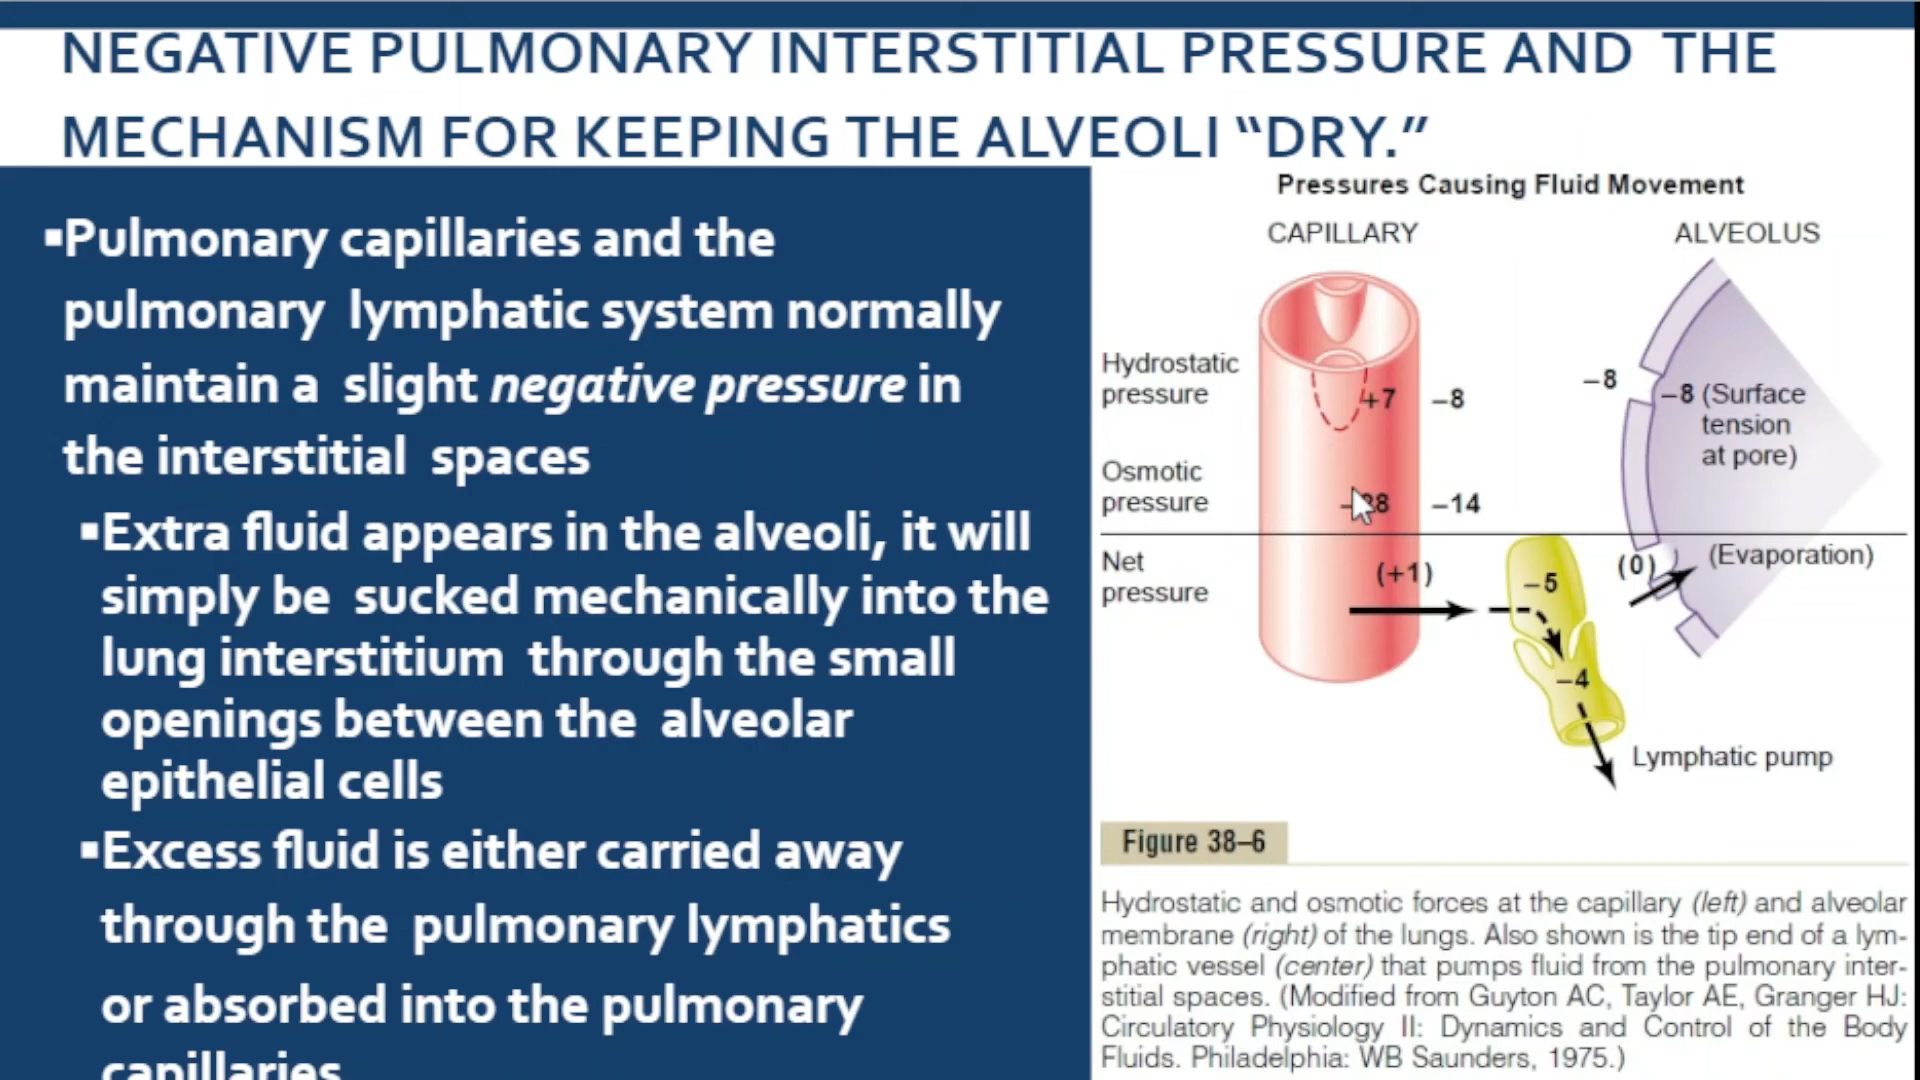 NEGATIVE PULMONARY INTERSTITIAL PRESSURE AND THE
MECHANISM FOR KEEPING THE ALVEOLI “DRY.”
▪Pulmonary capillaries and the
pulmonary lymphatic system normally
maintain a slight negative pressure in
the interstitial spaces
▪Extra fluid appears in the alveoli, it will
simply be sucked mechanically into the
lung interstitium through the small
openings between the alveolar
epithelial cells
▪Excess fluid is either carried away
through the pulmonary lymphatics
or absorbed into the pulmonary
capillaries
Pressures Causing Fluid Movement
CAPILLARY ALVEOLUS
Hydrostatic
pressure
+7 −8 −8 −8 (Surface
tension
at pore)
Osmotic
pressure
−14
Net
pressure
(+1) −5 (0) (Evaporation)
−4
Lymphatic pump
Figure 38–6
Hydrostatic and osmotic forces at the capillary (left) and alveolar
membrane (right) of the lungs. Also shown is the tip end of a lym-
phatic vessel (center) that pumps fluid from the pulmonary inter-
stitial spaces. (Modified from Guyton AC, Taylor AE, Granger HJ:
Circulatory Physiology II: Dynamics and Control of the Body
Fluids. Philadelphia: WB Saunders, 1975.)